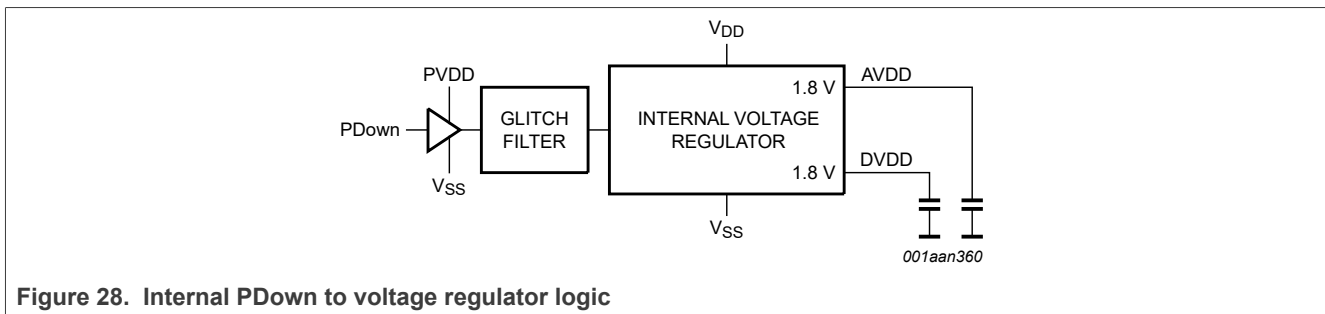 VDD
PVDD
PDown
VSS
GLITCH
FILTER
INTERNAL VOLTAGE
REGULATOR
1.8 V
AVDD
1.8 V
DVDD
VSS
001aan360
Figure 28. Internal PDown to voltage regulator logic